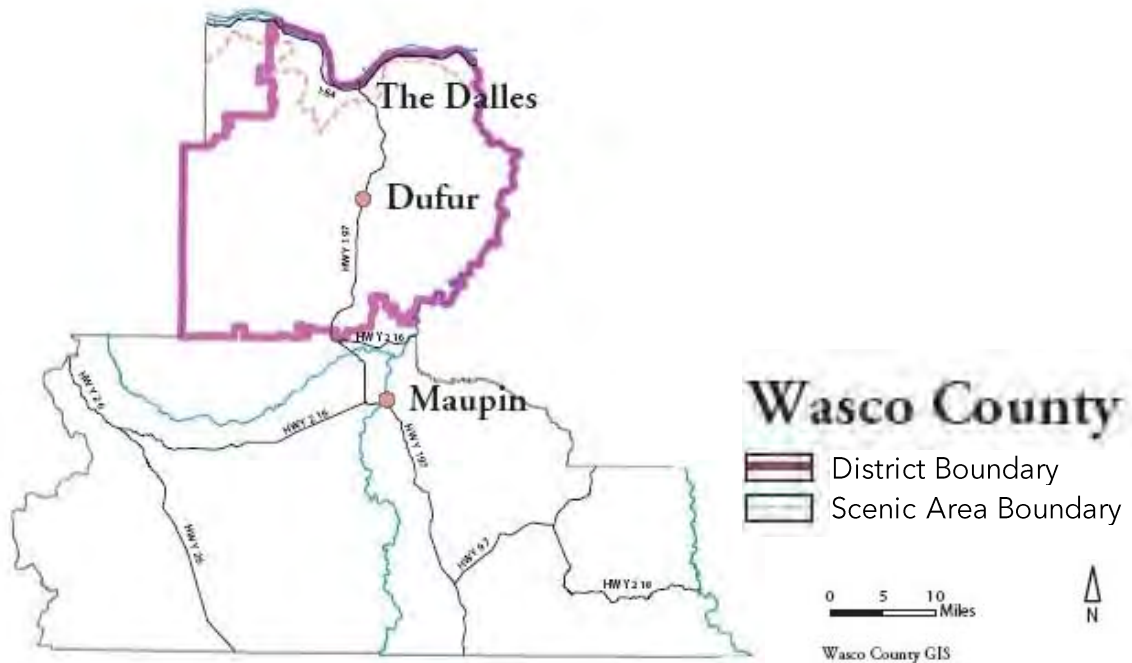 I-84
The Dalles
Dufur
HWY 197
HWY 216
Maupin
HWY 26
HWY 216
HWY 197
HWY 26
HWY 97
HWY 218
Wasco County
District Boundary
Scenic Area Boundary
0 5 10
Miles
N
Wasco County GIS